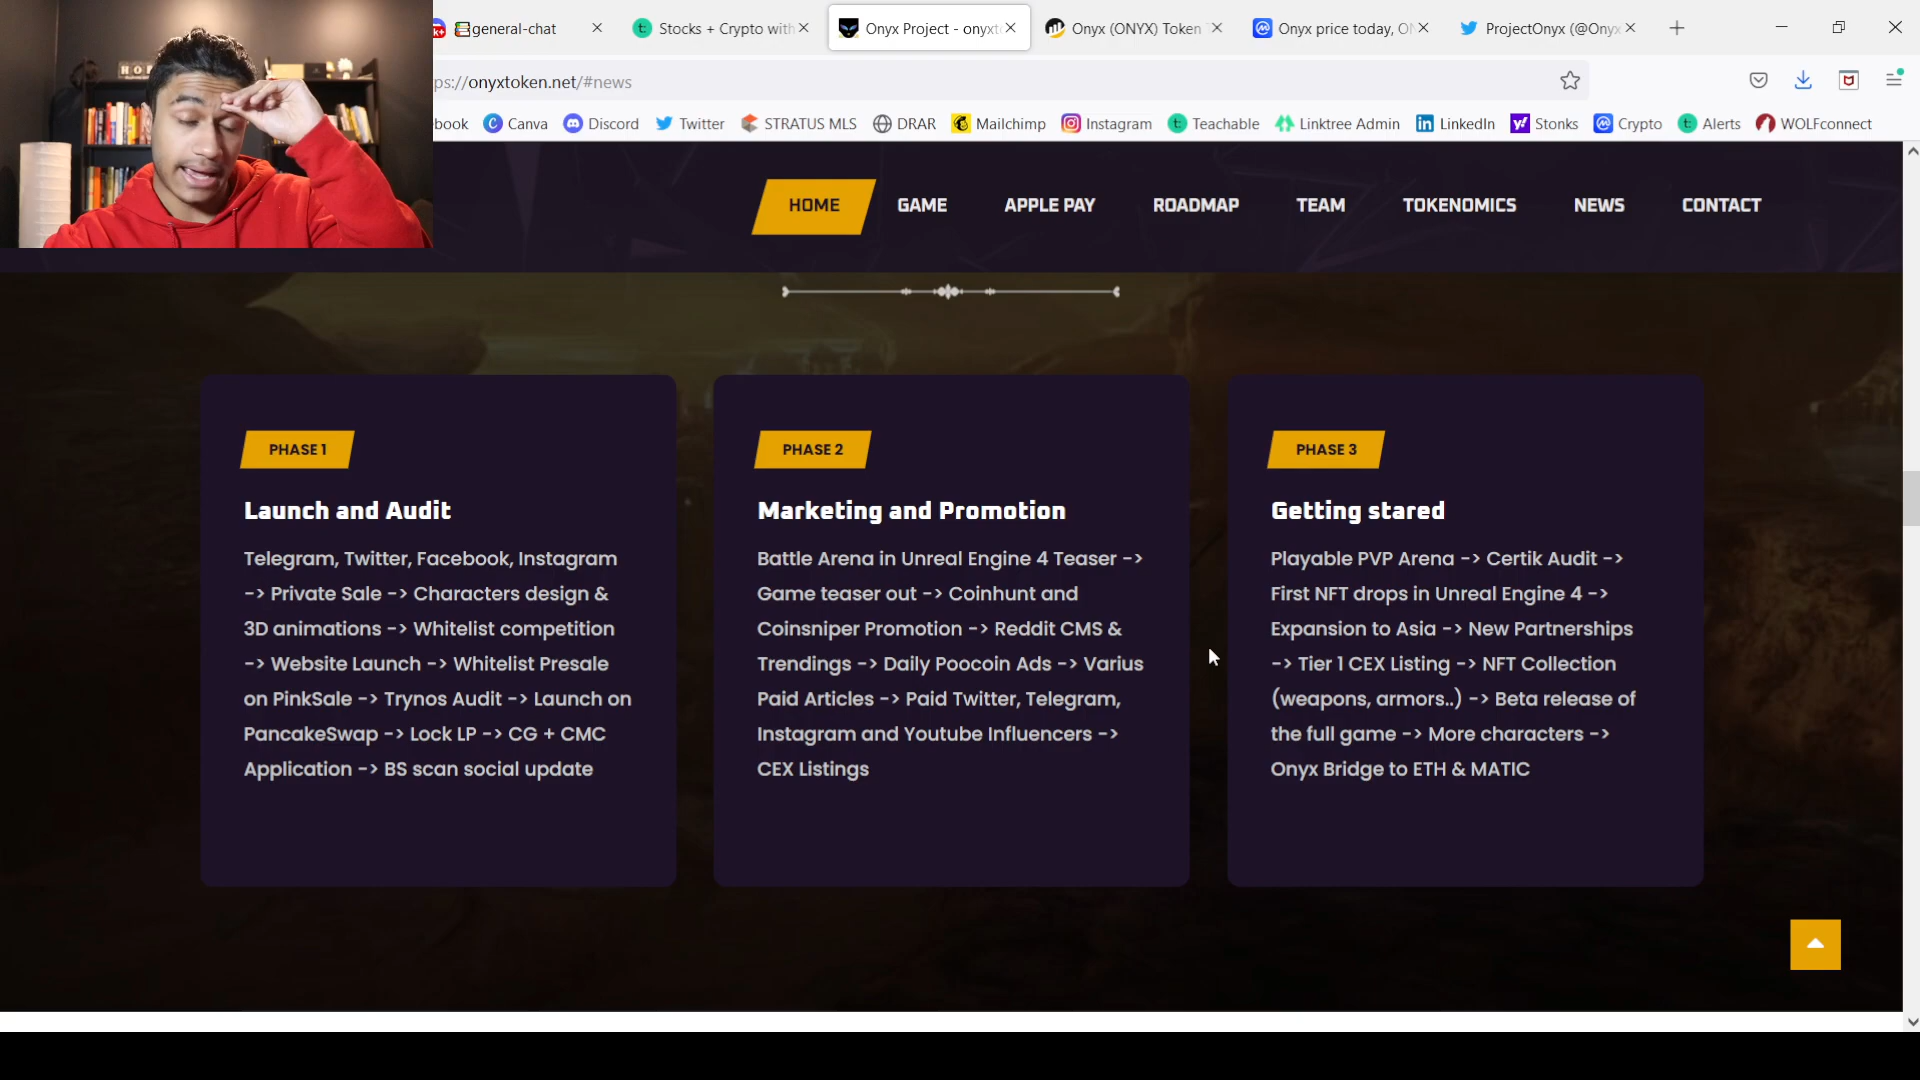 general-chat
Stocks + Crypto with
Onyx Project - onyxt
Onyx (ONYX) Token
Onyx price today, ON
ProjectOnyx (@Onyx
ps://onyxtoken.net/#news
book
Canva
Discord
Twitter
STRATUS MLS
DRAR
Mailchimp
Instagram
Teachable
Linktree Admin
LinkedIn
Stonks
Crypto
Alerts
WOLFconnect
HOME
GAME
APPLE PAY
ROADMAP
TEAM
TOKENOMICS
NEWS
CONTACT
PHASE 1
Launch and Audit
Telegram, Twitter, Facebook, Instagram
-> Private Sale -> Characters design &
3D animations -> Whitelist competition
-> Website Launch -> Whitelist Presale
on PinkSale -> Trynos Audit -> Launch on
PancakeSwap -> Lock LP -> CG + CMC
Application -> BS scan social update
PHASE 2
Marketing and Promotion
Battle Arena in Unreal Engine 4 Teaser ->
Game teaser out -> Coinhunt and
Coinsniper Promotion -> Reddit CMS &
Trendings -> Daily Poocoin Ads -> Varius
Paid Articles -> Paid Twitter, Telegram,
Instagram and Youtube Influencers ->
CEX Listings
PHASE 3
Getting stared
Playable PVP Arena -> Certik Audit ->
First NFT drops in Unreal Engine 4 ->
Expansion to Asia -> New Partnerships
-> Tier 1 CEX Listing -> NFT Collection
(weapons, armors..) -> Beta release of
the full game -> More characters ->
Onyx Bridge to ETH & MATIC